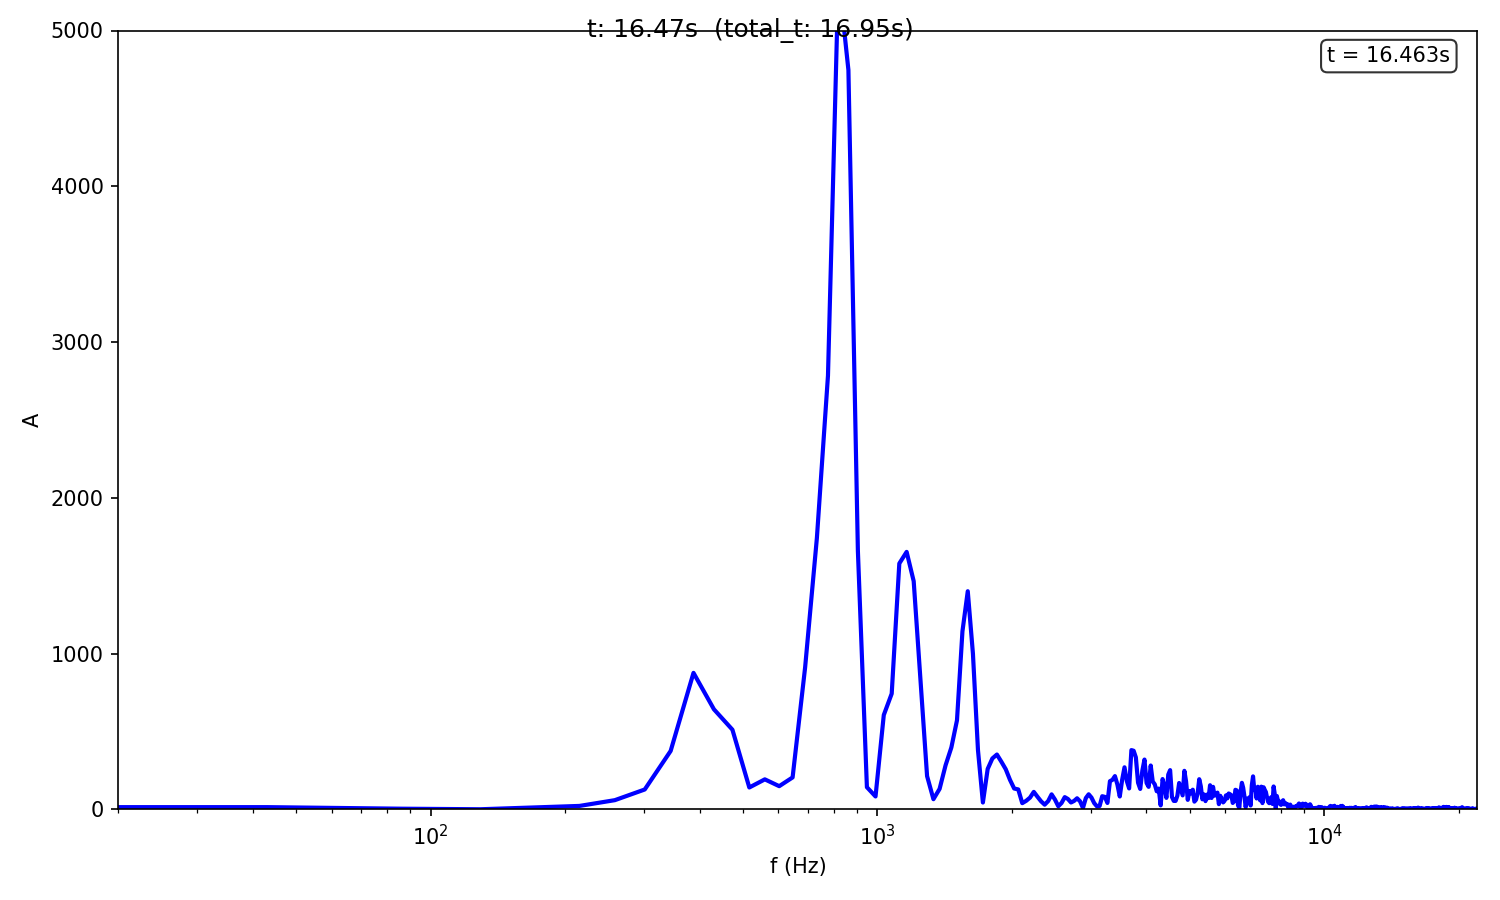 t: 16.47s  (total_t: 16.95s)
t = 16.463s
5000
4000
3000
2000
1000
0
A
10²
10³
10⁴
f (Hz)